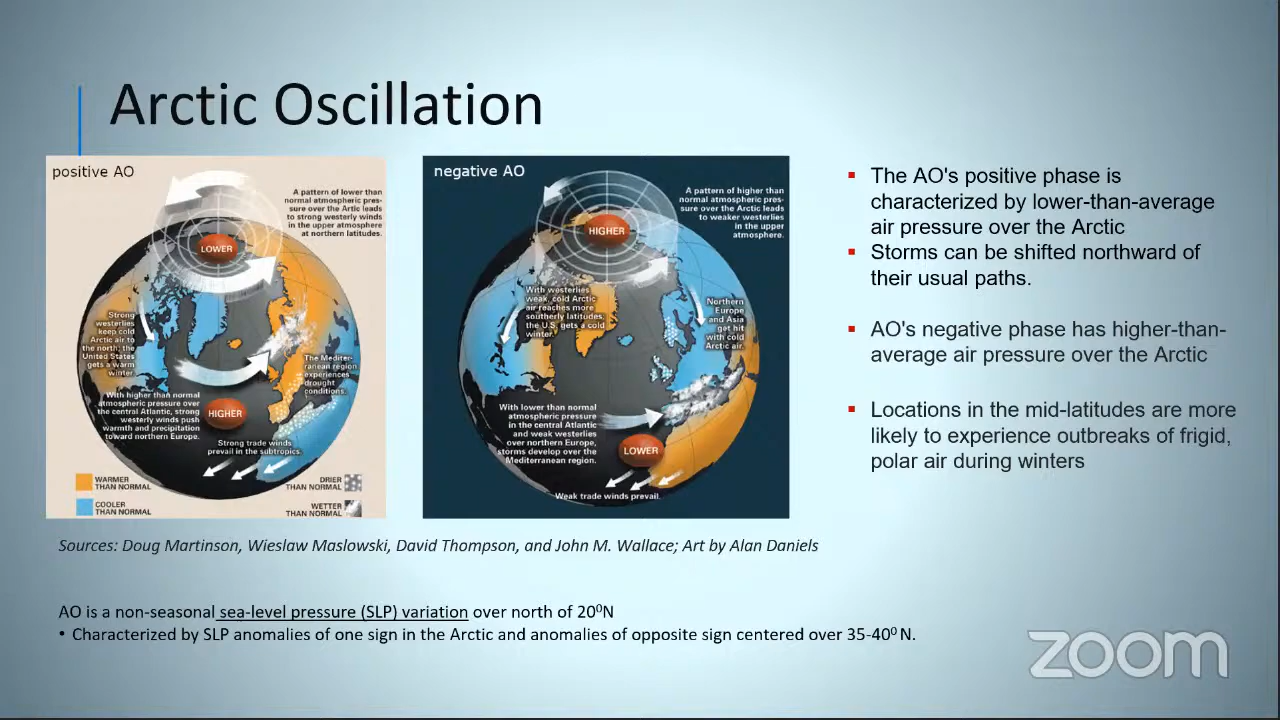 Arctic Oscillation
positive AO
A pattern of lower than
normal atmospheric pres-
sure over the Artic leads
to strong westerly winds
in the upper atmosphere
at northern latitudes.
LOWER
Strong
westerlies
keep cold
Arctic air to
the north; the
United States
gets a warm
winter.
The Mediter-
ranean region
experiences
drought
conditions.
With higher than normal
atmospheric pressure over
the central Atlantic, strong
westerly winds push
warmth and precipitation
toward northern Europe.
HIGHER
Strong trade winds
prevail in the subtropics.
WARMER
THAN NORMAL
DRIER
THAN NORMAL
COOLER
THAN NORMAL
WETTER
THAN NORMAL
negative AO
A pattern of higher than
normal atmospheric pres-
sure over the Arctic leads
to weaker westerlies
in the upper
atmosphere.
HIGHER
With westerlies
weak, cold Arctic
air reaches more
southerly latitudes,
the U.S. gets a cold
winter.
Northern
Europe
and Asia
get hit
with cold
Arctic air.
With lower than normal
atmospheric pressure
in the central Atlantic
and weak westerlies
over northern Europe,
storms develop over the
Mediterranean region.
LOWER
Weak trade winds prevail.
▪ The AO's positive phase is
characterized by lower-than-average
air pressure over the Arctic
▪ Storms can be shifted northward of
their usual paths.
▪ AO's negative phase has higher-than-
average air pressure over the Arctic
▪ Locations in the mid-latitudes are more
likely to experience outbreaks of frigid,
polar air during winters
Sources: Doug Martinson, Wieslaw Maslowski, David Thompson, and John M. Wallace; Art by Alan Daniels
AO is a non-seasonal sea-level pressure (SLP) variation over north of 20⁰N
• Characterized by SLP anomalies of one sign in the Arctic and anomalies of opposite sign centered over 35-40⁰ N.
zoom